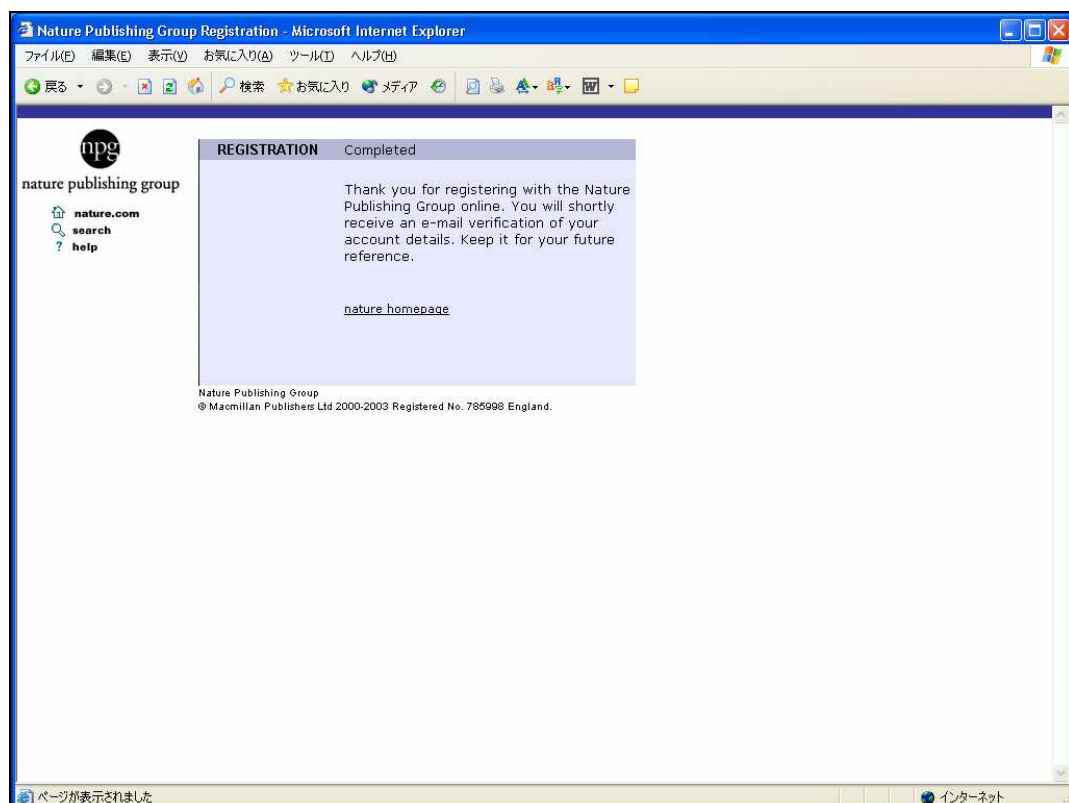 Nature Publishing Group Registration - Microsoft Internet Explorer
ファイル(F) 編集(E) 表示(V) お気に入り(A) ツール(T) ヘルプ(H)
戻る 検索 お気に入り メディア
npg
nature publishing group
nature.com
search
? help
REGISTRATION Completed
Thank you for registering with the Nature
Publishing Group online. You will shortly
receive an e-mail verification of your
account details. Keep it for your future
reference.
nature homepage
Nature Publishing Group
© Macmillan Publishers Ltd 2000-2003 Registered No. 785998 England.
ページが表示されました インターネット